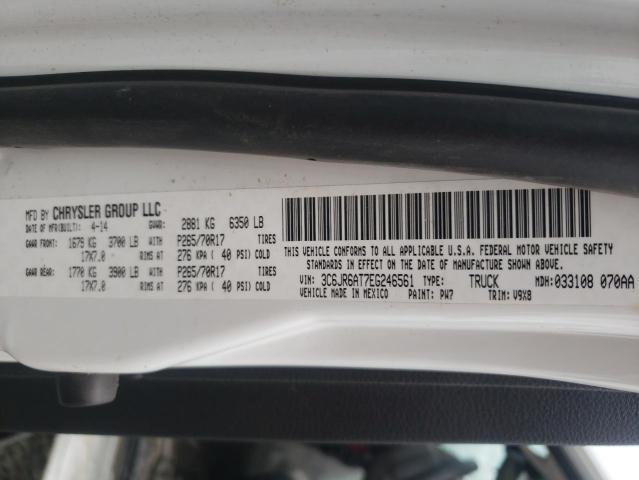 MFD BY CHRYSLER GROUP LLC
DATE OF MFR(BUILT): 4-14 GVWR: 2881 KG 6350 LB
GAWR FRONT: 1679 KG 3700 LB WITH P265/70R17 TIRES
17X7.0 RIMS AT 276 KPA ( 40 PSI) COLD
GAWR REAR: 1770 KG 3900 LB WITH P265/70R17 TIRES
17X7.0 RIMS AT 276 KPA ( 40 PSI) COLD
THIS VEHICLE CONFORMS TO ALL APPLICABLE U.S.A. FEDERAL MOTOR VEHICLE SAFETY
STANDARDS IN EFFECT ON THE DATE OF MANUFACTURE SHOWN ABOVE.
VIN: 3C6JR6AT7EG246561 TYPE: TRUCK MDH: 033108 070AA
VEHICLE MADE IN MEXICO PAINT: PW7 TRIM: V9X8